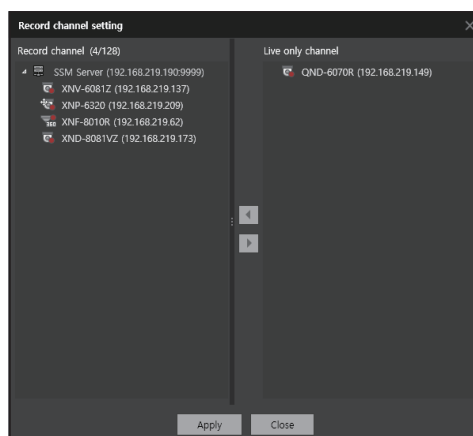 Record channel setting
Record channel (4/128)
SSM Server (192.168.219.190:9999)
XNV-6081Z (192.168.219.137)
XNP-6320 (192.168.219.209)
360 XNF-8010R (192.168.219.62)
XND-8081VZ (192.168.219.173)
Live only channel
QND-6070R (192.168.219.149)
Apply
Close